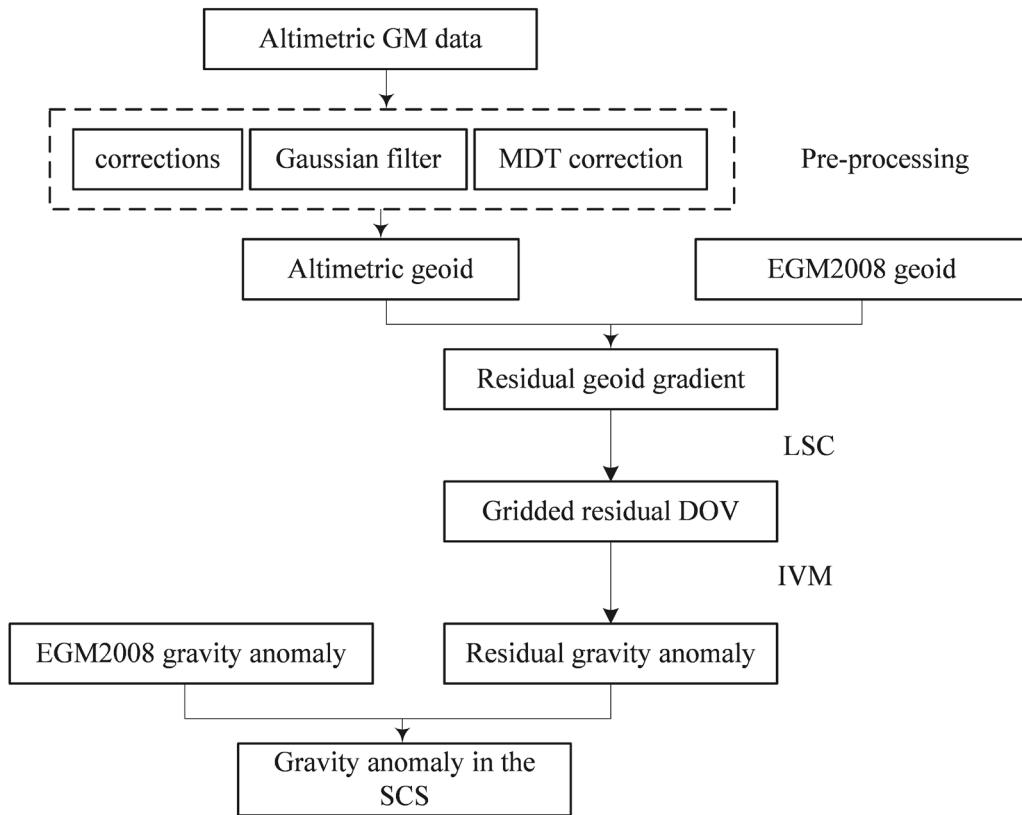 Altimetric GM data
corrections
Gaussian filter
MDT correction
Pre-processing
Altimetric geoid
EGM2008 geoid
Residual geoid gradient
LSC
Gridded residual DOV
IVM
EGM2008 gravity anomaly
Residual gravity anomaly
Gravity anomaly in the
SCS